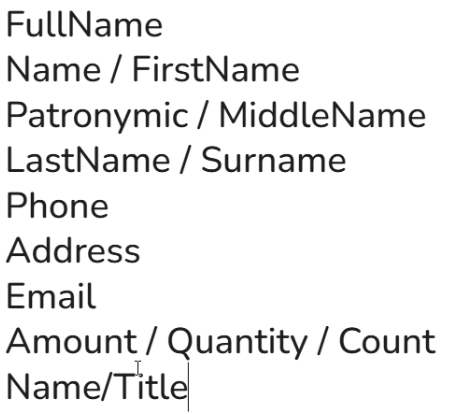 FullName
Name / FirstName
Patronymic / MiddleName
LastName / Surname
Phone
Address
Email
Amount / Quantity / Count
Name/Title